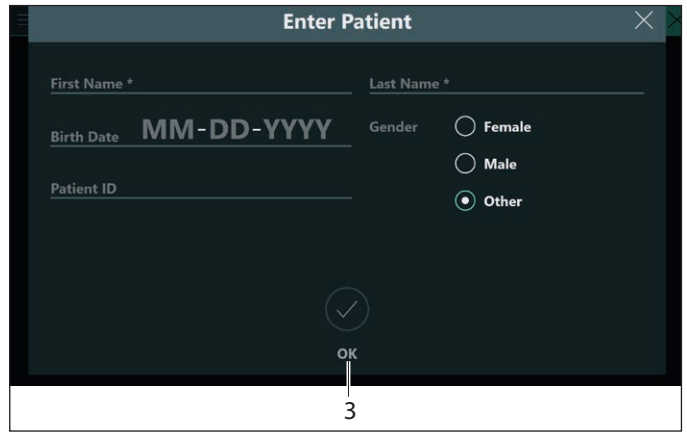 Enter Patient
First Name *
Last Name *
Birth Date MM-DD-YYYY
Gender
Female
Male
Patient ID
Other
OK
3